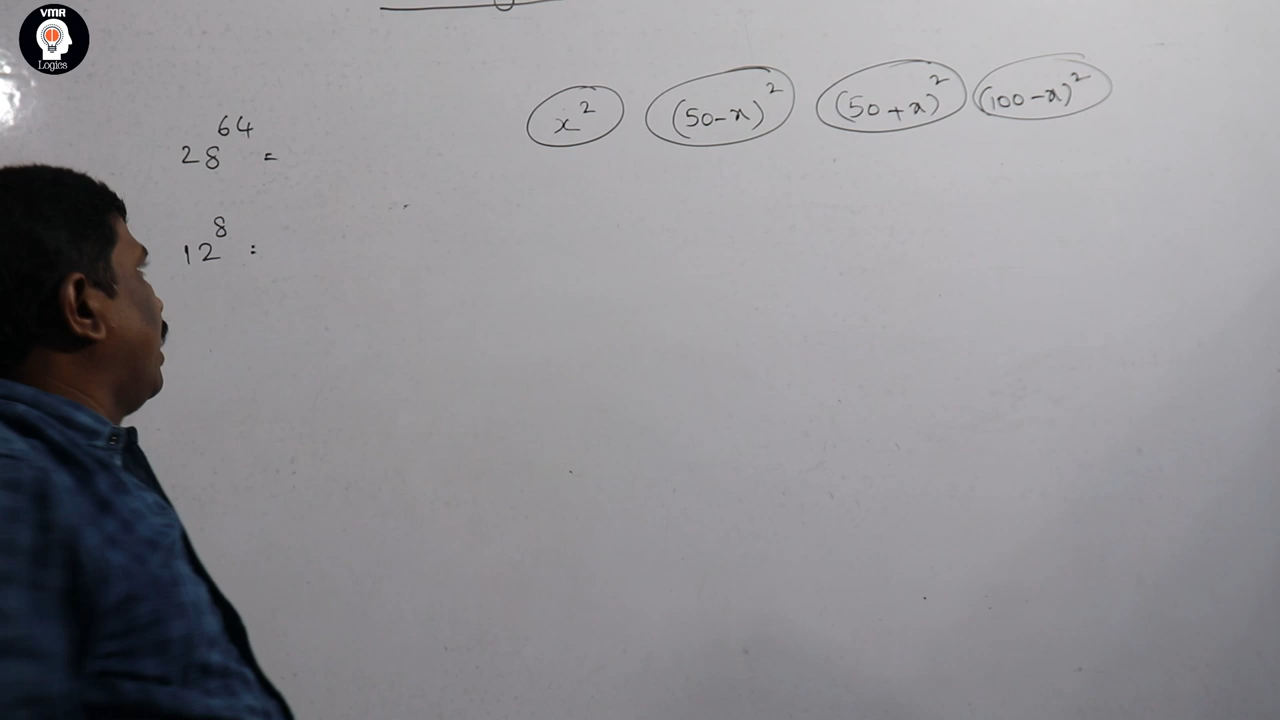 VMR
Logics
x² (50-x)² (50+x)² (100-x)²
28⁶⁴ =
12⁸ =